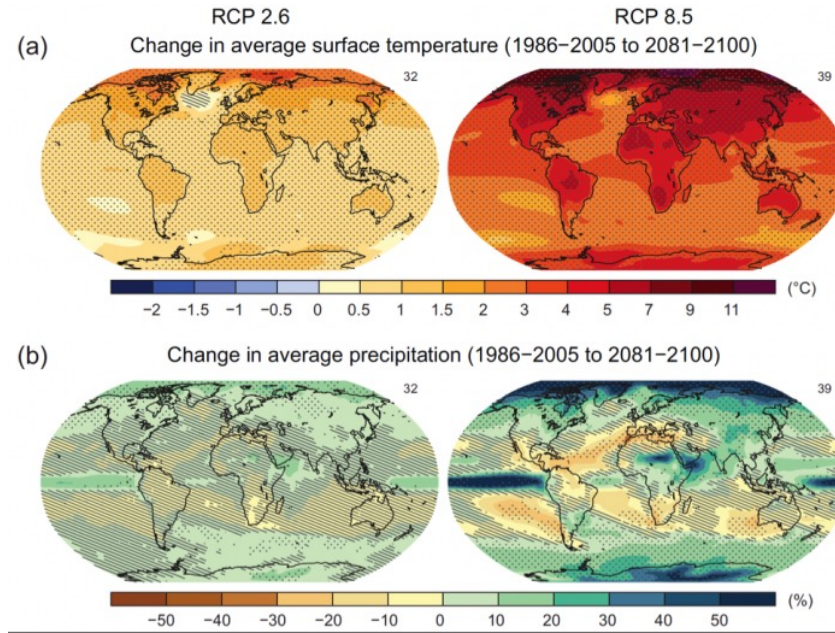 RCP 2.6 RCP 8.5
(a) Change in average surface temperature (1986−2005 to 2081−2100)
32 39
−2 −1.5 −1 −0.5 0 0.5 1 1.5 2 3 4 5 7 9 11 (°C)
(b) Change in average precipitation (1986−2005 to 2081−2100)
32 39
−50 −40 −30 −20 −10 0 10 20 30 40 50 (%)